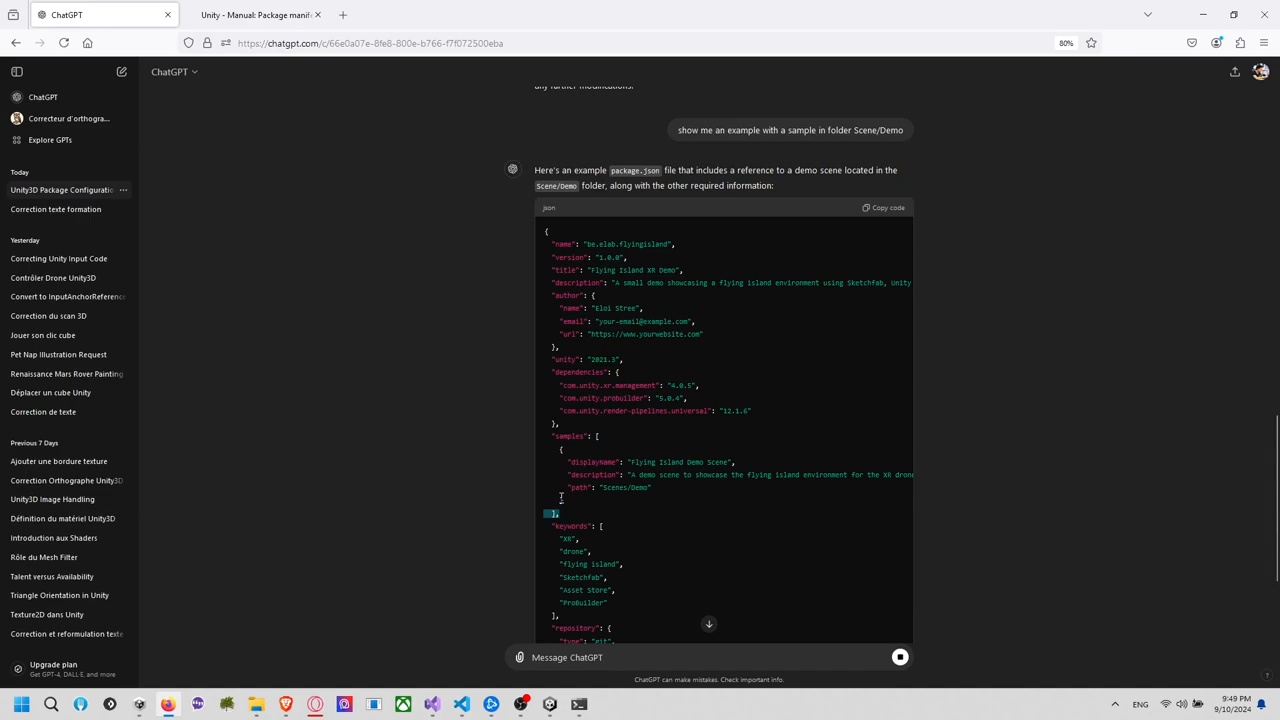 ChatGPT
Unity - Manual: Package manif
https://chatgpt.com/c/66e0a17e-8fe8-800e-b766-f7f072500eba
80%
ChatGPT
ChatGPT
Correcteur d'orthogra...
Explore GPTs
Today
Unity3D Package Configuratio
Correction texte formation
Yesterday
Correcting Unity Input Code
Contrôler Drone Unity3D
Convert to InputAnchorReference
Correction du scan 3D
Jouer son clic cube
Pet Nap Illustration Request
Renaissance Mars Rover Painting
Déplacer un cube Unity
Correction de texte
Previous 7 Days
Ajouter une bordure texture
Correction Orthographe Unity3D
Unity3D Image Handling
Définition du matériel Unity3D
Introduction aux Shaders
Rôle du Mesh Filter
Talent versus Availability
Triangle Orientation in Unity
Texture2D dans Unity
Correction et reformulation texte
Upgrade plan
Get GPT-4, DALL·E, and more
any further modifications.
show me an example with a sample in folder Scene/Demo
Here's an example package.json file that includes a reference to a demo scene located in the
Scene/Demo folder, along with the other required information:
json
Copy code
{
"name": "be.elab.flyingisland",
"version": "1.0.0",
"title": "Flying Island XR Demo",
"description": "A small demo showcasing a flying island environment using Sketchfab, Unity
"author": {
"name": "Eloi Stree",
"email": "your-email@example.com",
"url": "https://www.yourwebsite.com"
},
"unity": "2021.3",
"dependencies": {
"com.unity.xr.management": "4.0.5",
"com.unity.probuilder": "5.0.4",
"com.unity.render-pipelines.universal": "12.1.6"
},
"samples": [
{
"displayName": "Flying Island Demo Scene",
"description": "A demo scene to showcase the flying island environment for the XR drone
"path": "Scenes/Demo"
],
"keywords": [
"XR",
"drone",
"flying island",
"Sketchfab",
"Asset Store",
"ProBuilder"
],
"repository": {
"type": "git",
Message ChatGPT
ChatGPT can make mistakes. Check important info.
?
ENG
9:49 PM
9/10/2024